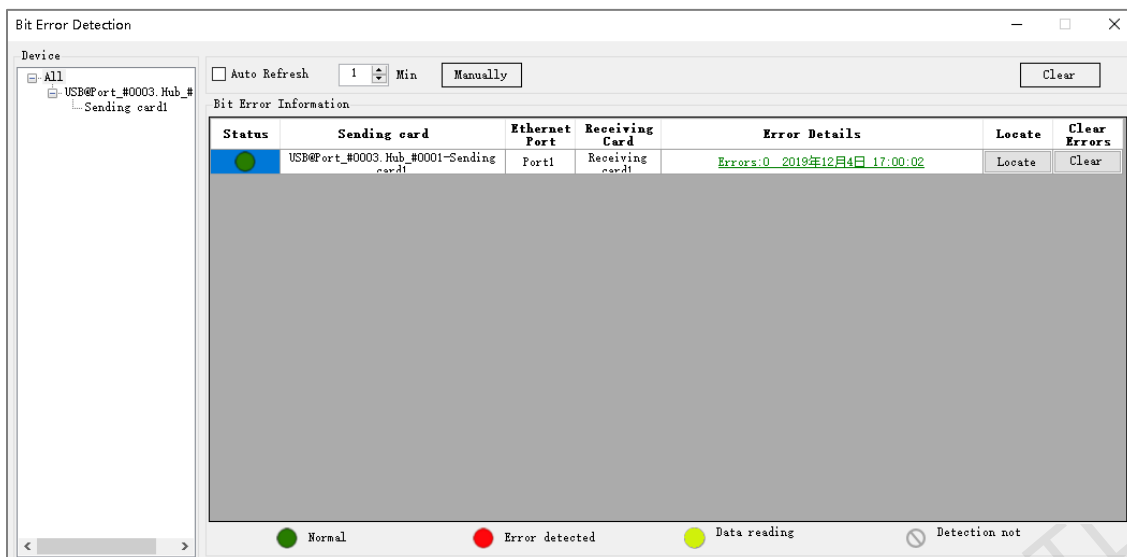 Bit Error Detection
Device
All
USB@Port_#0003.Hub_#
Sending card1
Auto Refresh 1 Min Manually Clear
Bit Error Information
Status Sending card Ethernet Port Receiving Card Error Details Locate Clear Errors
USB@Port_#0003.Hub_#0001-Sending card1 Port1 Receiving card1 Errors:0 2019年12月4日 17:00:02 Locate Clear
Normal Error detected Data reading Detection not